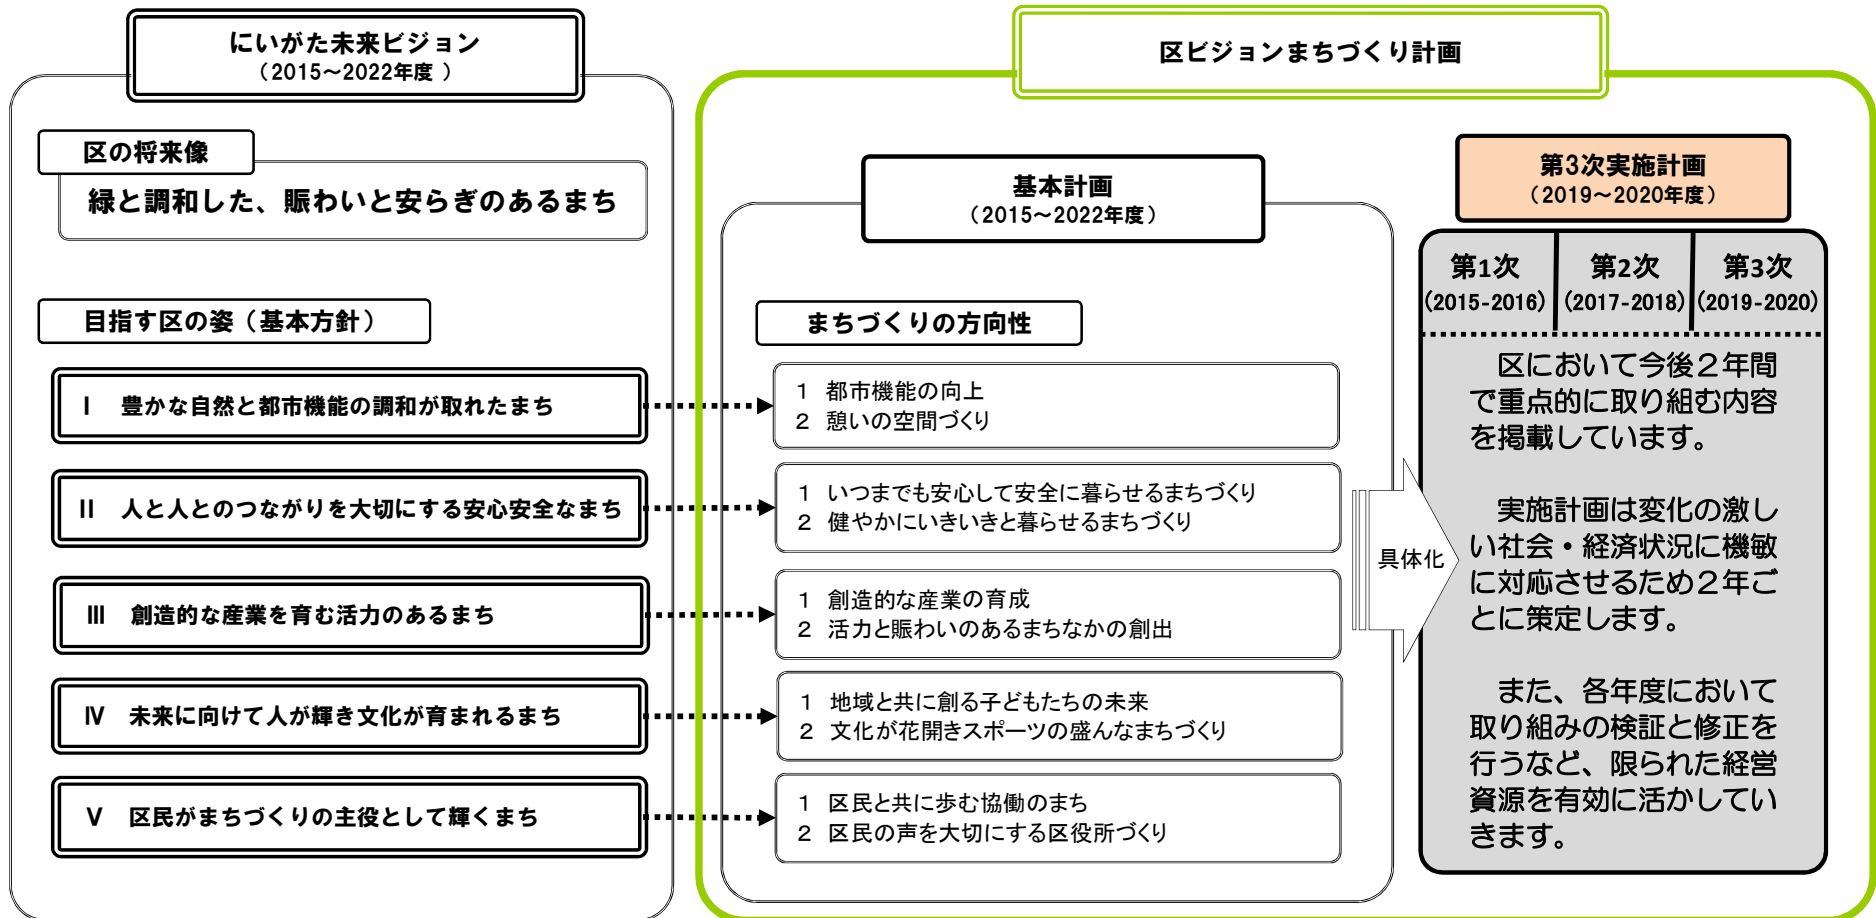 にいがた未来ビジョン
（2015～2022年度 ）
区の将来像
緑と調和した、賑わいと安らぎのあるまち
目指す区の姿（基本方針）
Ⅰ 豊かな自然と都市機能の調和が取れたまち
Ⅱ 人と人とのつながりを大切にする安心安全なまち
Ⅲ 創造的な産業を育む活力のあるまち
Ⅳ 未来に向けて人が輝き文化が育まれるまち
Ⅴ 区民がまちづくりの主役として輝くまち
区ビジョンまちづくり計画
基本計画
（2015～2022年度）
まちづくりの方向性
1 都市機能の向上
2 憩いの空間づくり
1 いつまでも安心して安全に暮らせるまちづくり
2 健やかにいきいきと暮らせるまちづくり
1 創造的な産業の育成
2 活力と賑わいのあるまちなかの創出
1 地域と共に創る子どもたちの未来
2 文化が花開きスポーツの盛んなまちづくり
1 区民と共に歩む協働のまち
2 区民の声を大切にする区役所づくり
具体化
第3次実施計画
（2019～2020年度）
第1次 第2次 第3次
(2015-2016) (2017-2018) (2019-2020)
区において今後２年間
で重点的に取り組む内容
を掲載しています。
実施計画は変化の激し
い社会・経済状況に機敏
に対応させるため２年ご
とに策定します。
また、各年度において
取り組みの検証と修正を
行うなど、限られた経営
資源を有効に活かしてい
きます。